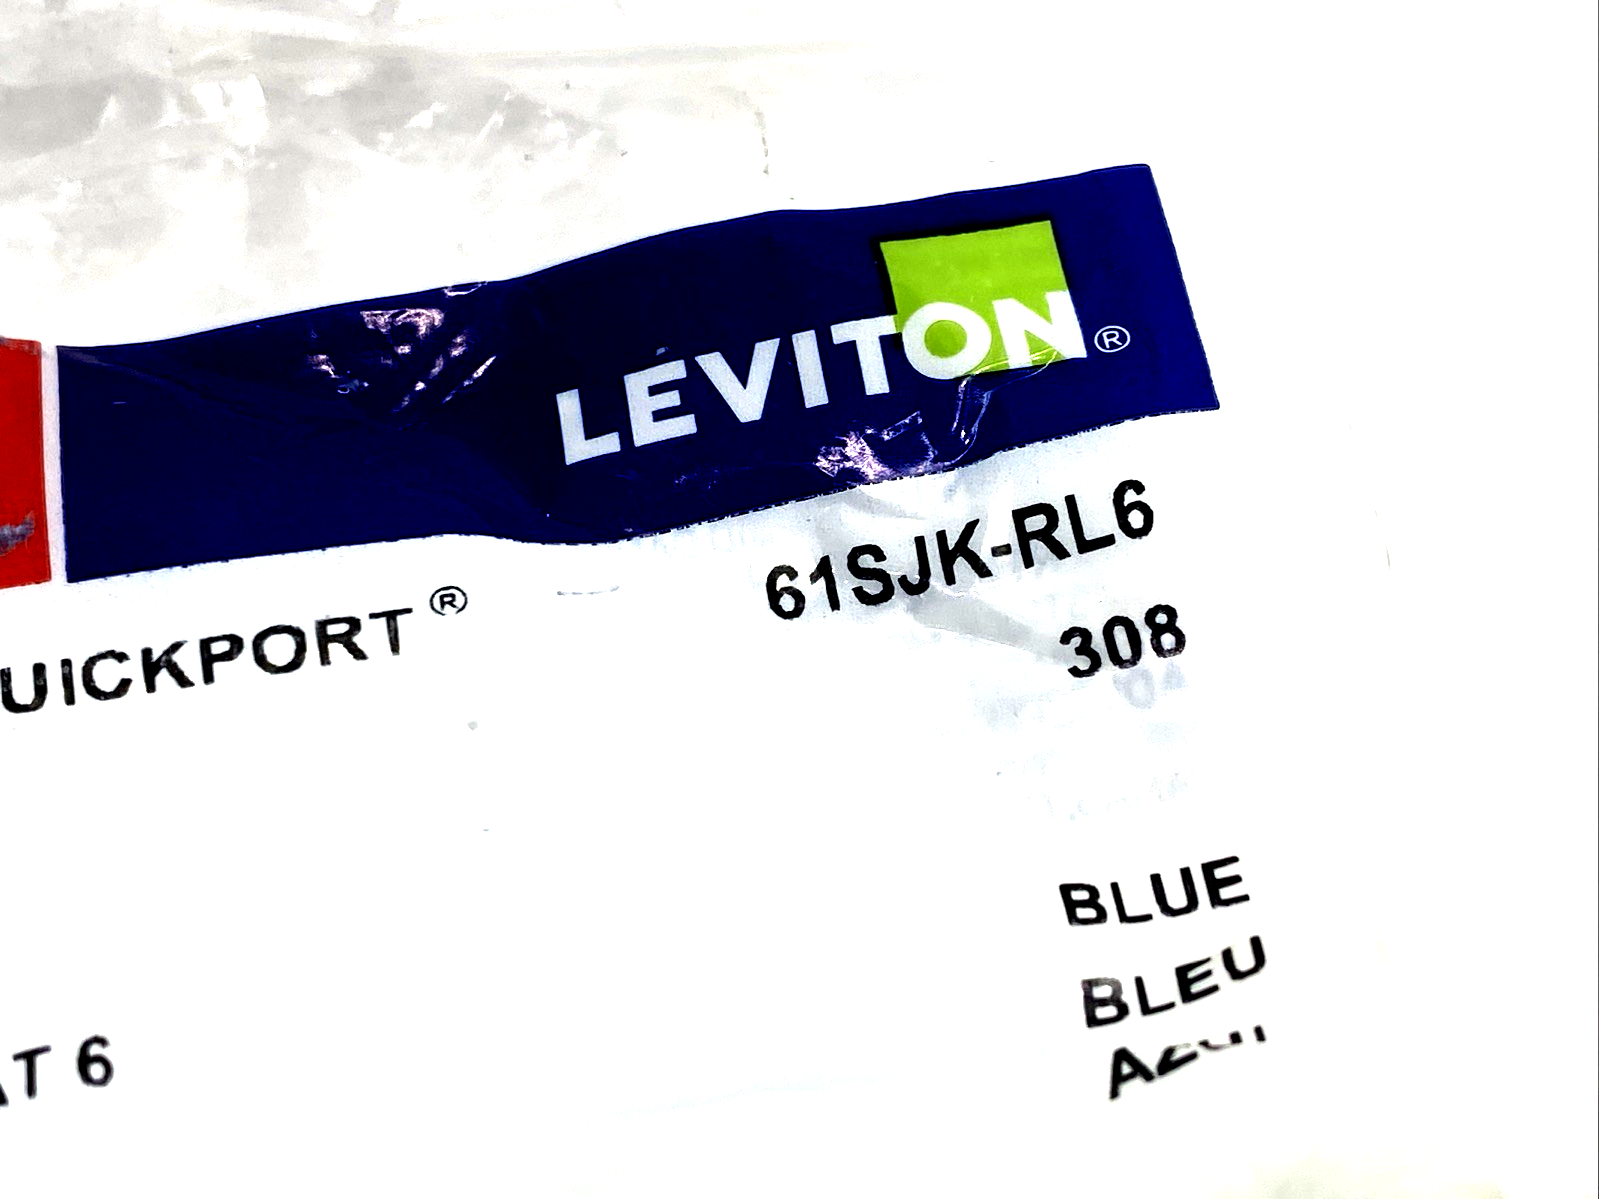 LEVITON®
61SJK-RL6
UICKPORT®
308
BLUE
BLEU
AT 6